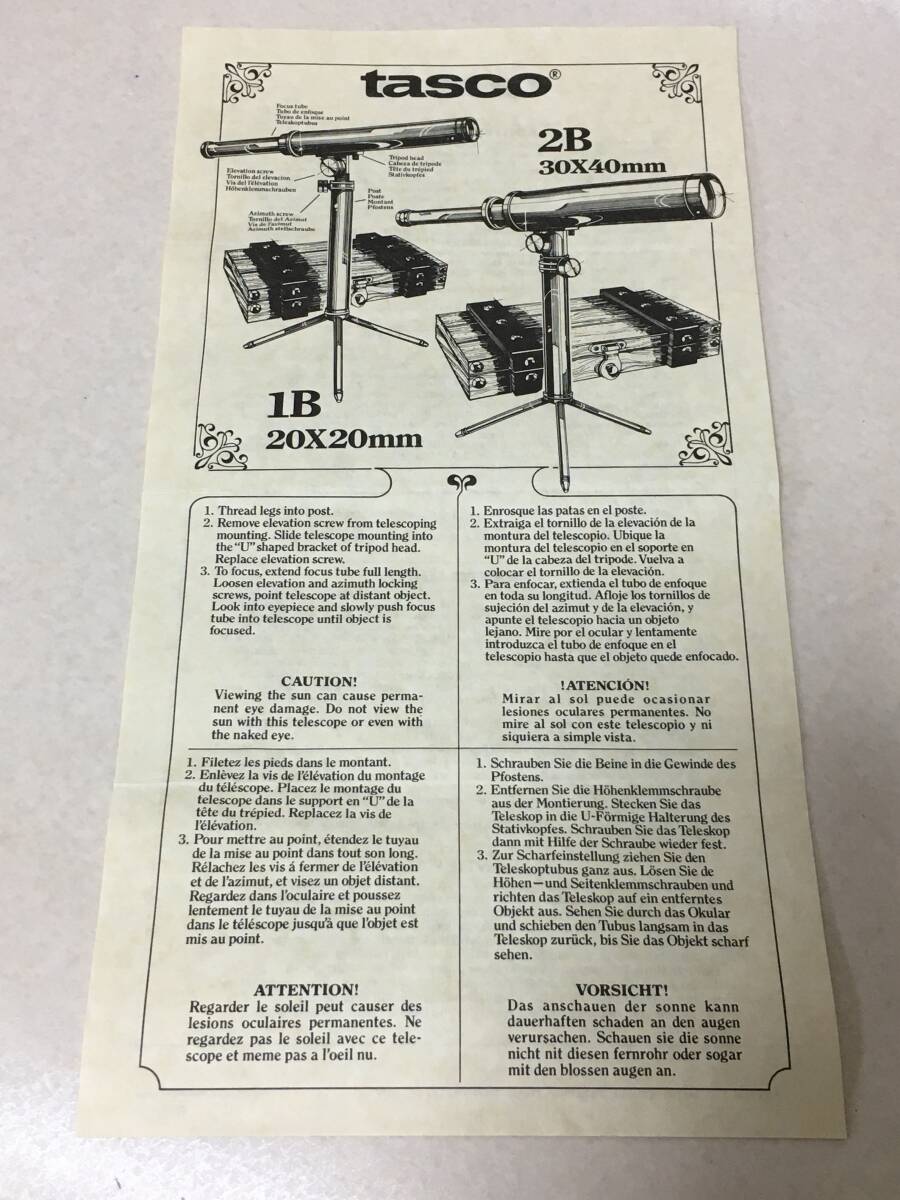 tasco®
Focus tube
Tubo de enfoque
Tuyau de la mise au point
Teleskoptubus
Elevation screw
Tornillo del elevacion
Vis del l'élévation
Höhenklemmschrauben
Tripod head
Cabeza de tripode
Tête du trépied
Stativkopfes
Post
Poste
Montant
Pfostens
Azimuth screw
Tornillo del Azimut
Vis de l'azimut
Azimuth stellschraube
2B
30X40mm
1B
20X20mm
1. Thread legs into post.
2. Remove elevation screw from telescoping
mounting. Slide telescope mounting into
the "U" shaped bracket of tripod head.
Replace elevation screw.
3. To focus, extend focus tube full length.
Loosen elevation and azimuth locking
screws, point telescope at distant object.
Look into eyepiece and slowly push focus
tube into telescope until object is
focused.
CAUTION!
Viewing the sun can cause perma-
nent eye damage. Do not view the
sun with this telescope or even with
the naked eye.
1. Enrosque las patas en el poste.
2. Extraiga el tornillo de la elevación de la
montura del telescopio. Ubique la
montura del telescopio en el soporte en
"U" de la cabeza del tripode. Vuelva a
colocar el tornillo de la elevación.
3. Para enfocar, extienda el tubo de enfoque
en toda su longitud. Afloje los tornillos de
sujeción del azimut y de la elevación, y
apunte el telescopio hacia un objeto
lejano. Mire por el ocular y lentamente
introduzca el tubo de enfoque en el
telescopio hasta que el objeto quede enfocado.
!ATENCIÓN!
Mirar al sol puede ocasionar
lesiones oculares permanentes. No
mire al sol con este telescopio y ni
siquiera a simple vista.
1. Filetez les pieds dans le montant.
2. Enlèvez la vis de l'élévation du montage
du téléscope. Placez le montage du
telescope dans le support en "U" de la
tête du trépied. Replacez la vis de
l'élévation.
3. Pour mettre au point, étendez le tuyau
de la mise au point dans tout son long.
Rélachez les vis á fermer de l'élévation
et de l'azimut, et visez un objet distant.
Regardez dans l'oculaire et poussez
lentement le tuyau de la mise au point
dans le téléscope jusqu'à que l'objet est
mis au point.
ATTENTION!
Regarder le soleil peut causer des
lesions oculaires permanentes. Ne
regardez pas le soleil avec ce tele-
scope et meme pas a l'oeil nu.
1. Schrauben Sie die Beine in die Gewinde des
Pfostens.
2. Entfernen Sie die Höhenklemmschraube
aus der Montierung. Stecken Sie das
Teleskop in die U-Förmige Halterung des
Stativkopfes. Schrauben Sie das Teleskop
dann mit Hilfe der Schraube wieder fest.
3. Zur Scharfeinstellung ziehen Sie den
Teleskoptubus ganz aus. Lösen Sie de
Höhen—und Seitenklemmschrauben und
richten das Teleskop auf ein entferntes
Objekt aus. Sehen Sie durch das Okular
und schieben den Tubus langsam in das
Teleskop zurück, bis Sie das Objekt scharf
sehen.
VORSICHT!
Das anschauen der sonne kann
dauerhaften schaden an den augen
verursachen. Schauen sie die sonne
nicht nit diesen fernrohr oder sogar
mit den blossen augen an.